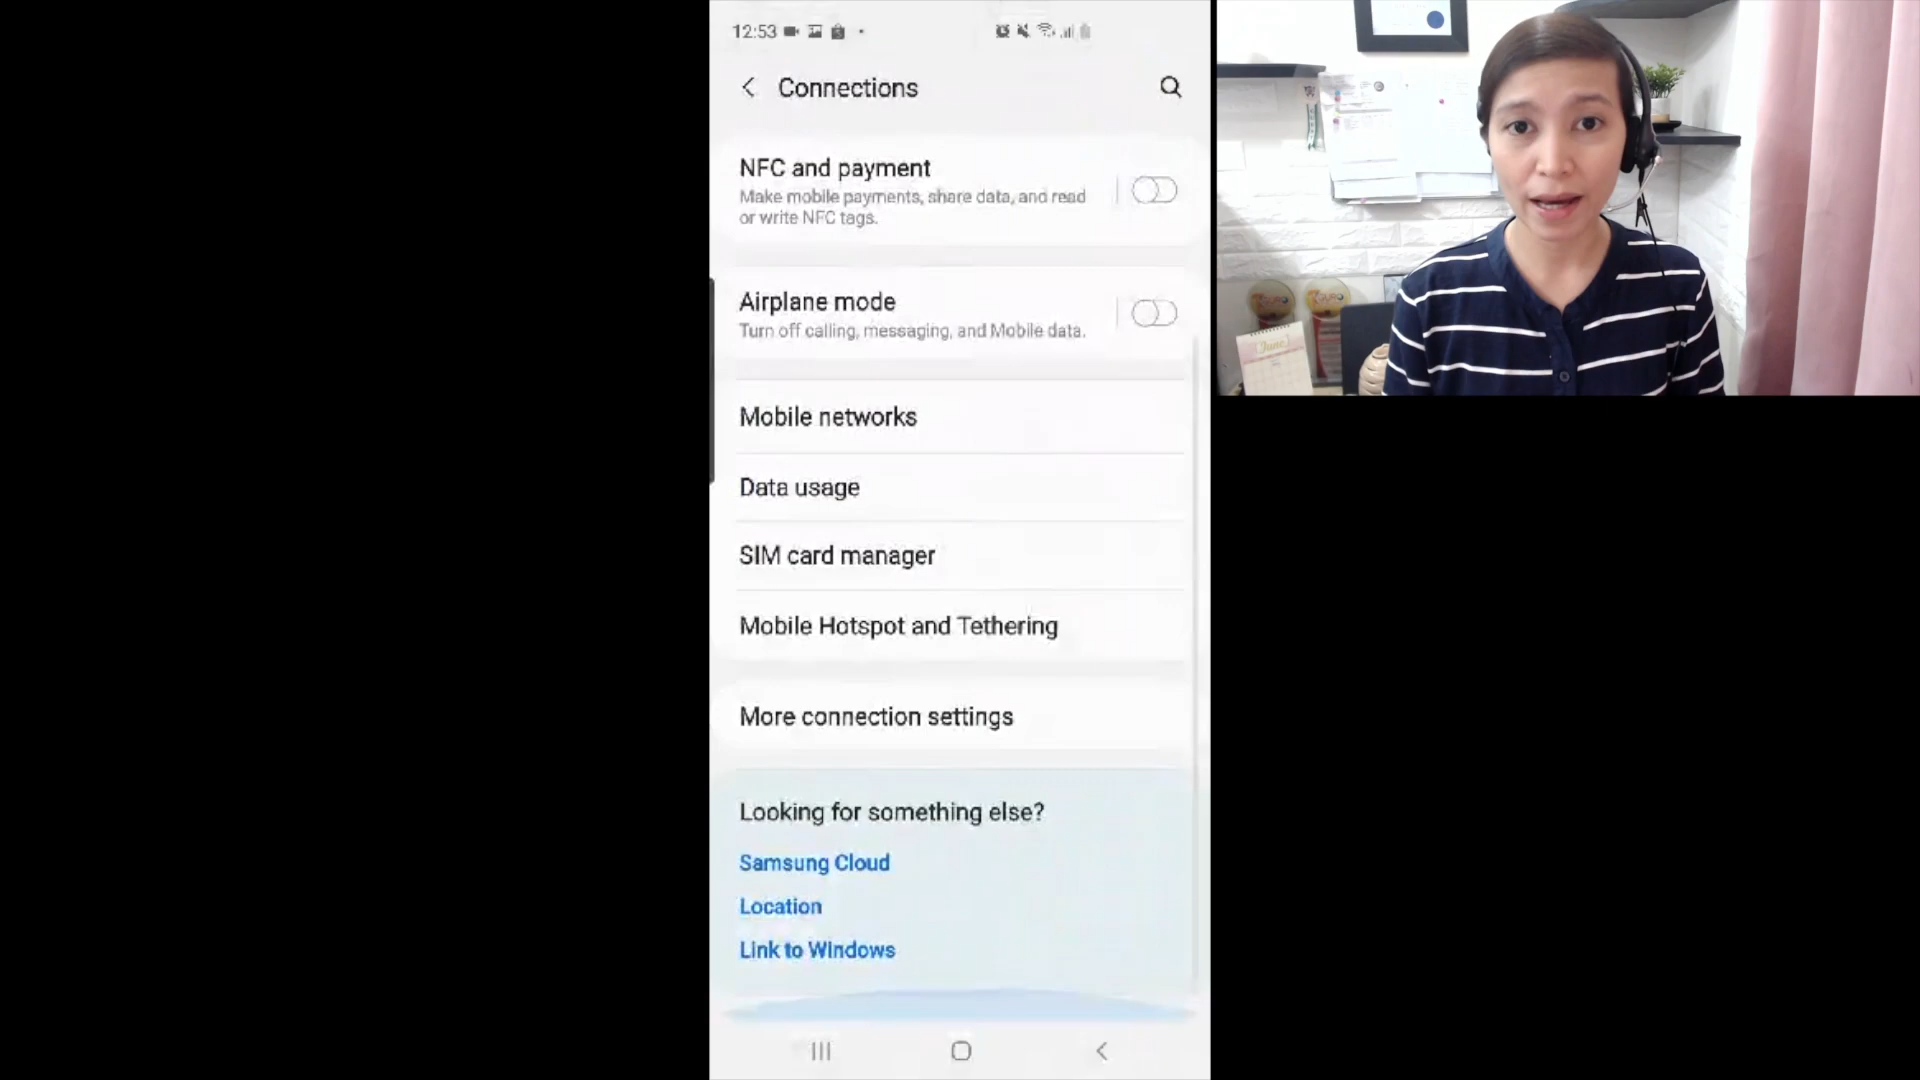 12:53
Connections
NFC and payment
Make mobile payments, share data, and read
or write NFC tags.
Airplane mode
Turn off calling, messaging, and Mobile data.
Mobile networks
Data usage
SIM card manager
Mobile Hotspot and Tethering
More connection settings
Looking for something else?
Samsung Cloud
Location
Link to Windows
June